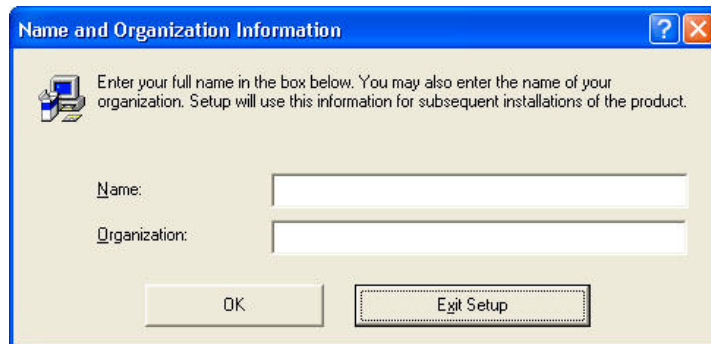 Name and Organization Information
Enter your full name in the box below. You may also enter the name of your
organization. Setup will use this information for subsequent installations of the product.
Name:
Organization:
OK
Exit Setup